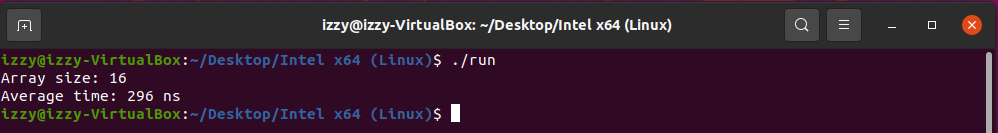 izzy@izzy-VirtualBox: ~/Desktop/Intel x64 (Linux)
izzy@izzy-VirtualBox:~/Desktop/Intel x64 (Linux)$ ./run
Array size: 16
Average time: 296 ns
izzy@izzy-VirtualBox:~/Desktop/Intel x64 (Linux)$